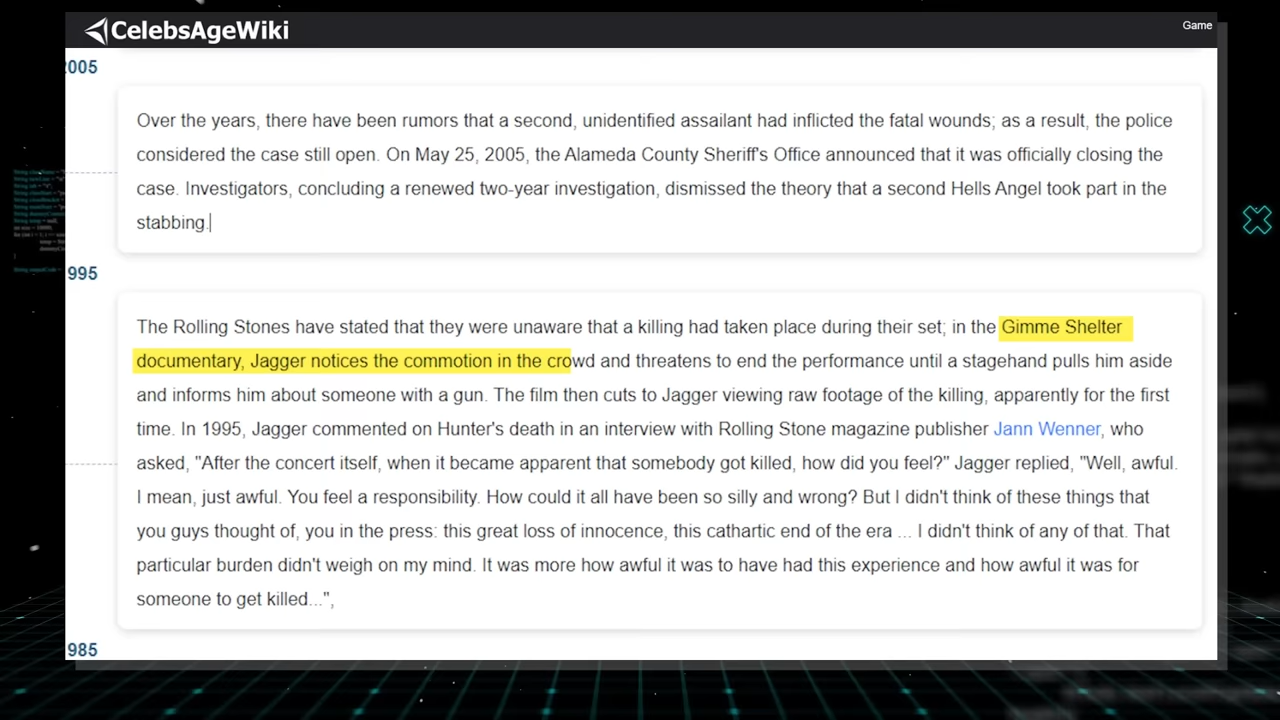 CelebsAgeWiki
Game
2005
Over the years, there have been rumors that a second, unidentified assailant had inflicted the fatal wounds; as a result, the police
considered the case still open. On May 25, 2005, the Alameda County Sheriff's Office announced that it was officially closing the
case. Investigators, concluding a renewed two-year investigation, dismissed the theory that a second Hells Angel took part in the
stabbing.
995
The Rolling Stones have stated that they were unaware that a killing had taken place during their set; in the Gimme Shelter
documentary, Jagger notices the commotion in the crowd and threatens to end the performance until a stagehand pulls him aside
and informs him about someone with a gun. The film then cuts to Jagger viewing raw footage of the killing, apparently for the first
time. In 1995, Jagger commented on Hunter's death in an interview with Rolling Stone magazine publisher Jann Wenner, who
asked, "After the concert itself, when it became apparent that somebody got killed, how did you feel?" Jagger replied, "Well, awful.
I mean, just awful. You feel a responsibility. How could it all have been so silly and wrong? But I didn't think of these things that
you guys thought of, you in the press: this great loss of innocence, this cathartic end of the era ... I didn't think of any of that. That
particular burden didn't weigh on my mind. It was more how awful it was to have had this experience and how awful it was for
someone to get killed...",
985